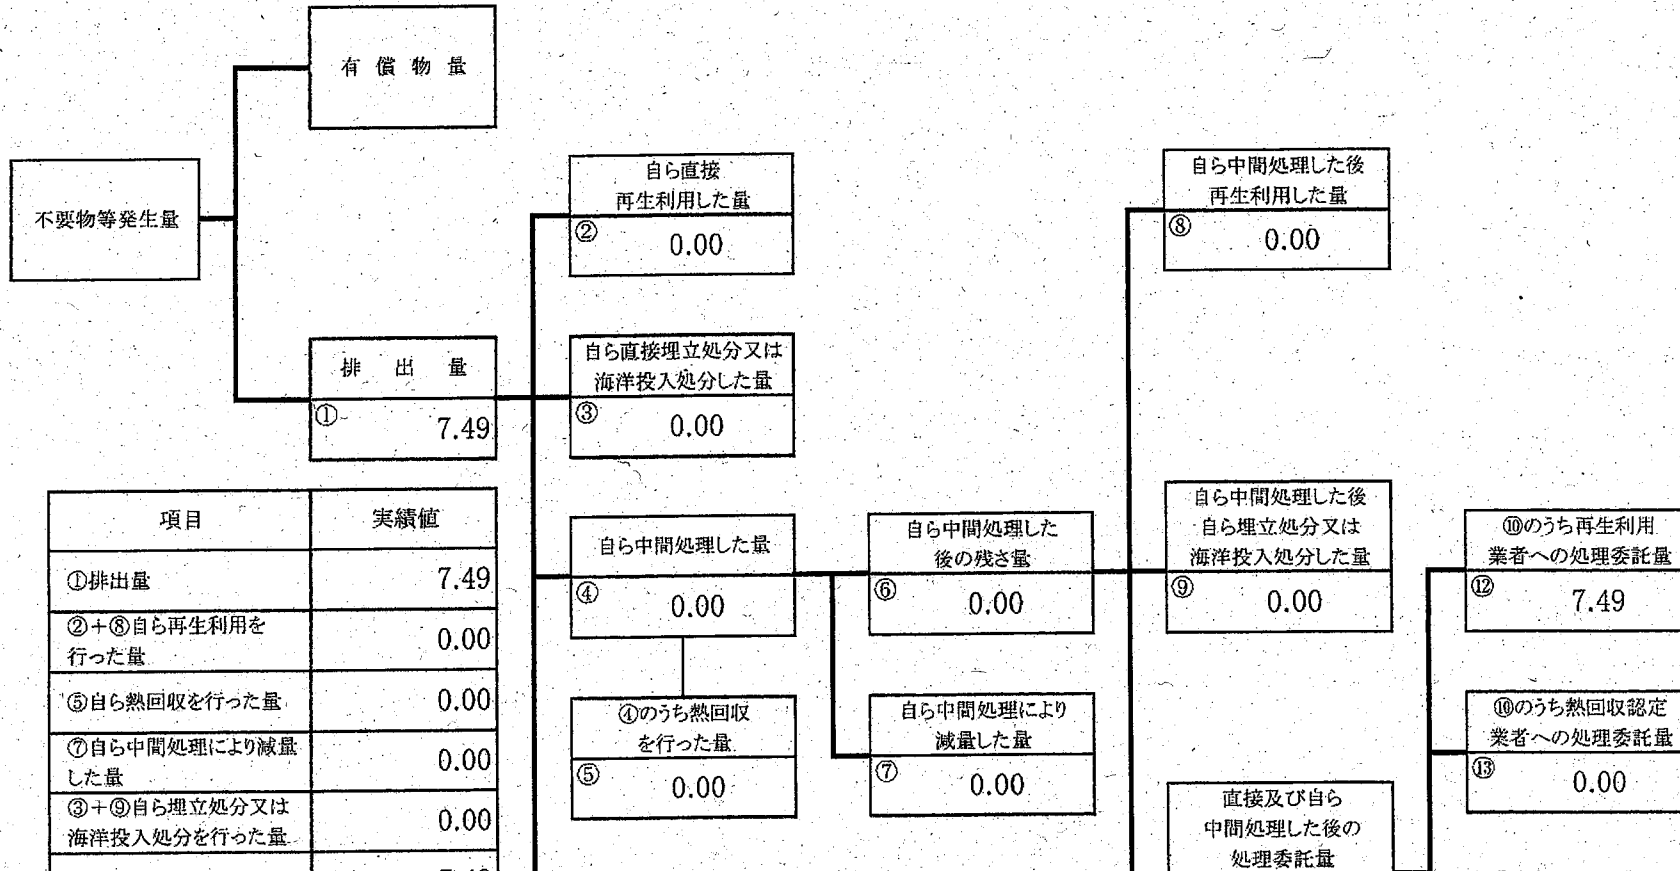 有償物量
不要物等発生量
排出量
①
7.49
自ら直接
再生利用した量
②
0.00
自ら直接埋立処分又は
海洋投入処分した量
③
0.00
自ら中間処理した量
④
0.00
④のうち熱回収
を行った量
⑤
0.00
自ら中間処理した
後の残さ量
⑥
0.00
自ら中間処理により
減量した量
⑦
0.00
自ら中間処理した後
再生利用した量
⑧
0.00
自ら中間処理した後
自ら埋立処分又は
海洋投入処分した量
⑨
0.00
直接及び自ら
中間処理した後の
処理委託量
⑩のうち再生利用
業者への処理委託量
⑫
7.49
⑩のうち熱回収認定
業者への処理委託量
⑬
0.00
項目 実績値
①排出量 7.49
②+⑧自ら再生利用を
行った量 0.00
⑤自ら熱回収を行った量 0.00
⑦自ら中間処理により減量
した量 0.00
③+⑨自ら埋立処分又は
海洋投入処分を行った量 0.00